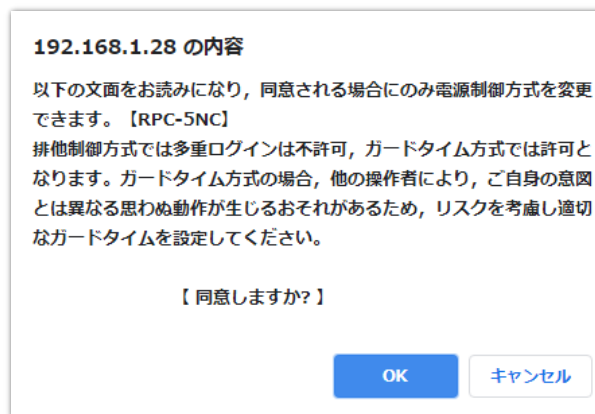 192.168.1.28 の内容
以下の文面をお読みになり，同意される場合にのみ電源制御方式を変更
できます。【RPC-5NC】
排他制御方式では多重ログインは不許可，ガードタイム方式では許可と
なります。ガードタイム方式の場合，他の操作者により，ご自身の意図
とは異なる思わぬ動作が生じるおそれがあるため，リスクを考慮し適切
なガードタイムを設定してください。
【 同意しますか? 】
OK
キャンセル